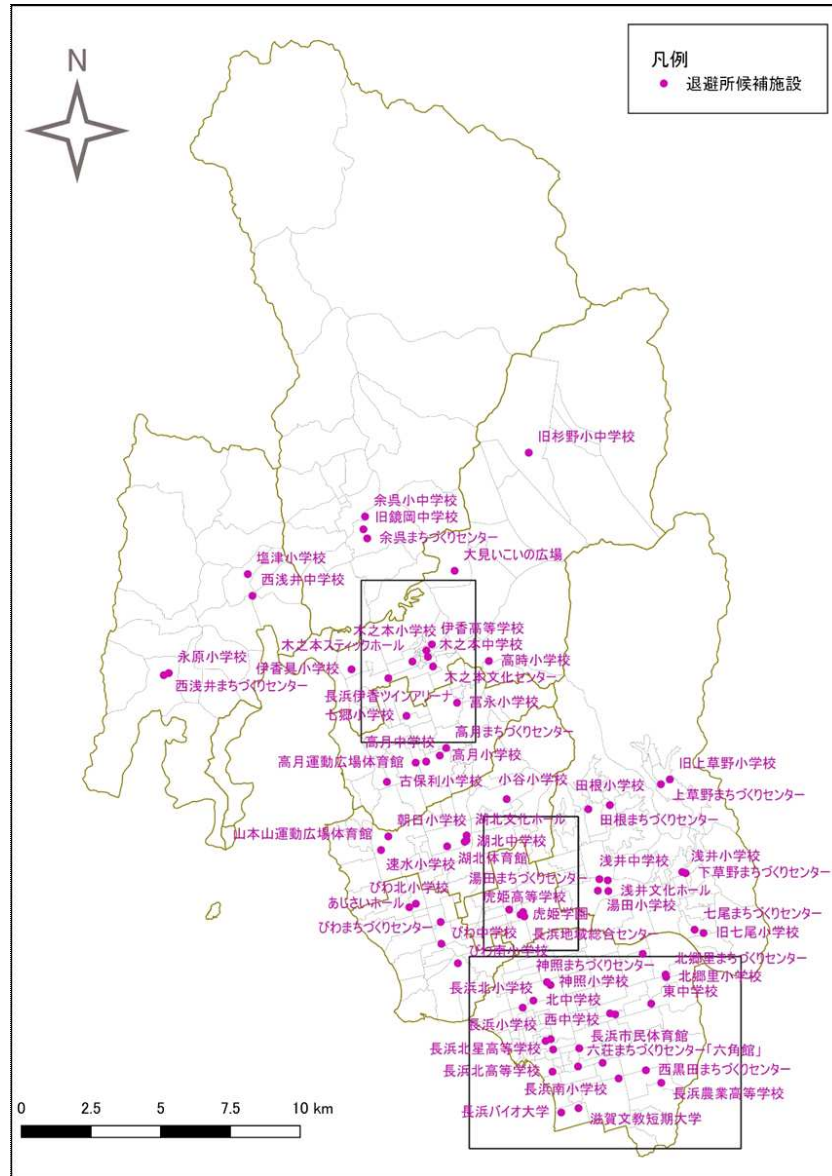 N
凡例
退避所候補施設
旧杉野小中学校
余呉小中学校
旧鏡岡中学校
余呉まちづくりセンター
大見いこいの広場
塩津小学校
西浅井中学校
木之本小学校
伊香高等学校
木之本スティックホール
木之本中学校
永原小学校
伊香具小学校
高時小学校
西浅井まちづくりセンター
木之本文化センター
長浜伊香ツインアリーナ
富永小学校
七郷小学校
高月まちづくりセンター
高月中学校
高月小学校
高月運動広場体育館
旧上草野小学校
古保利小学校
小谷小学校
田根小学校
上草野まちづくりセンター
朝日小学校
湖北文化ホール
田根まちづくりセンター
山本山運動広場体育館
湖北中学校
速水小学校
湖北体育館
浅井中学校
浅井小学校
湯田まちづくりセンター
下草野まちづくりセンター
びわ北小学校
浅井文化ホール
あじさいホール
虎姫高等学校
湯田小学校
虎姫学園
七尾まちづくりセンター
びわまちづくりセンター
びわ中学校
長浜地域総合センター
旧七尾小学校
びわ南小学校
北郷里まちづくりセンター
神照まちづくりセンター
北郷里小学校
長浜北小学校
神照小学校
東中学校
北中学校
長浜小学校
西中学校
長浜市民体育館
長浜北星高等学校
六荘まちづくりセンター「六角館」
長浜北高等学校
西黒田まちづくりセンター
長浜南小学校
長浜農業高等学校
長浜バイオ大学
滋賀文教短期大学
0 2.5 5 7.5 10 km